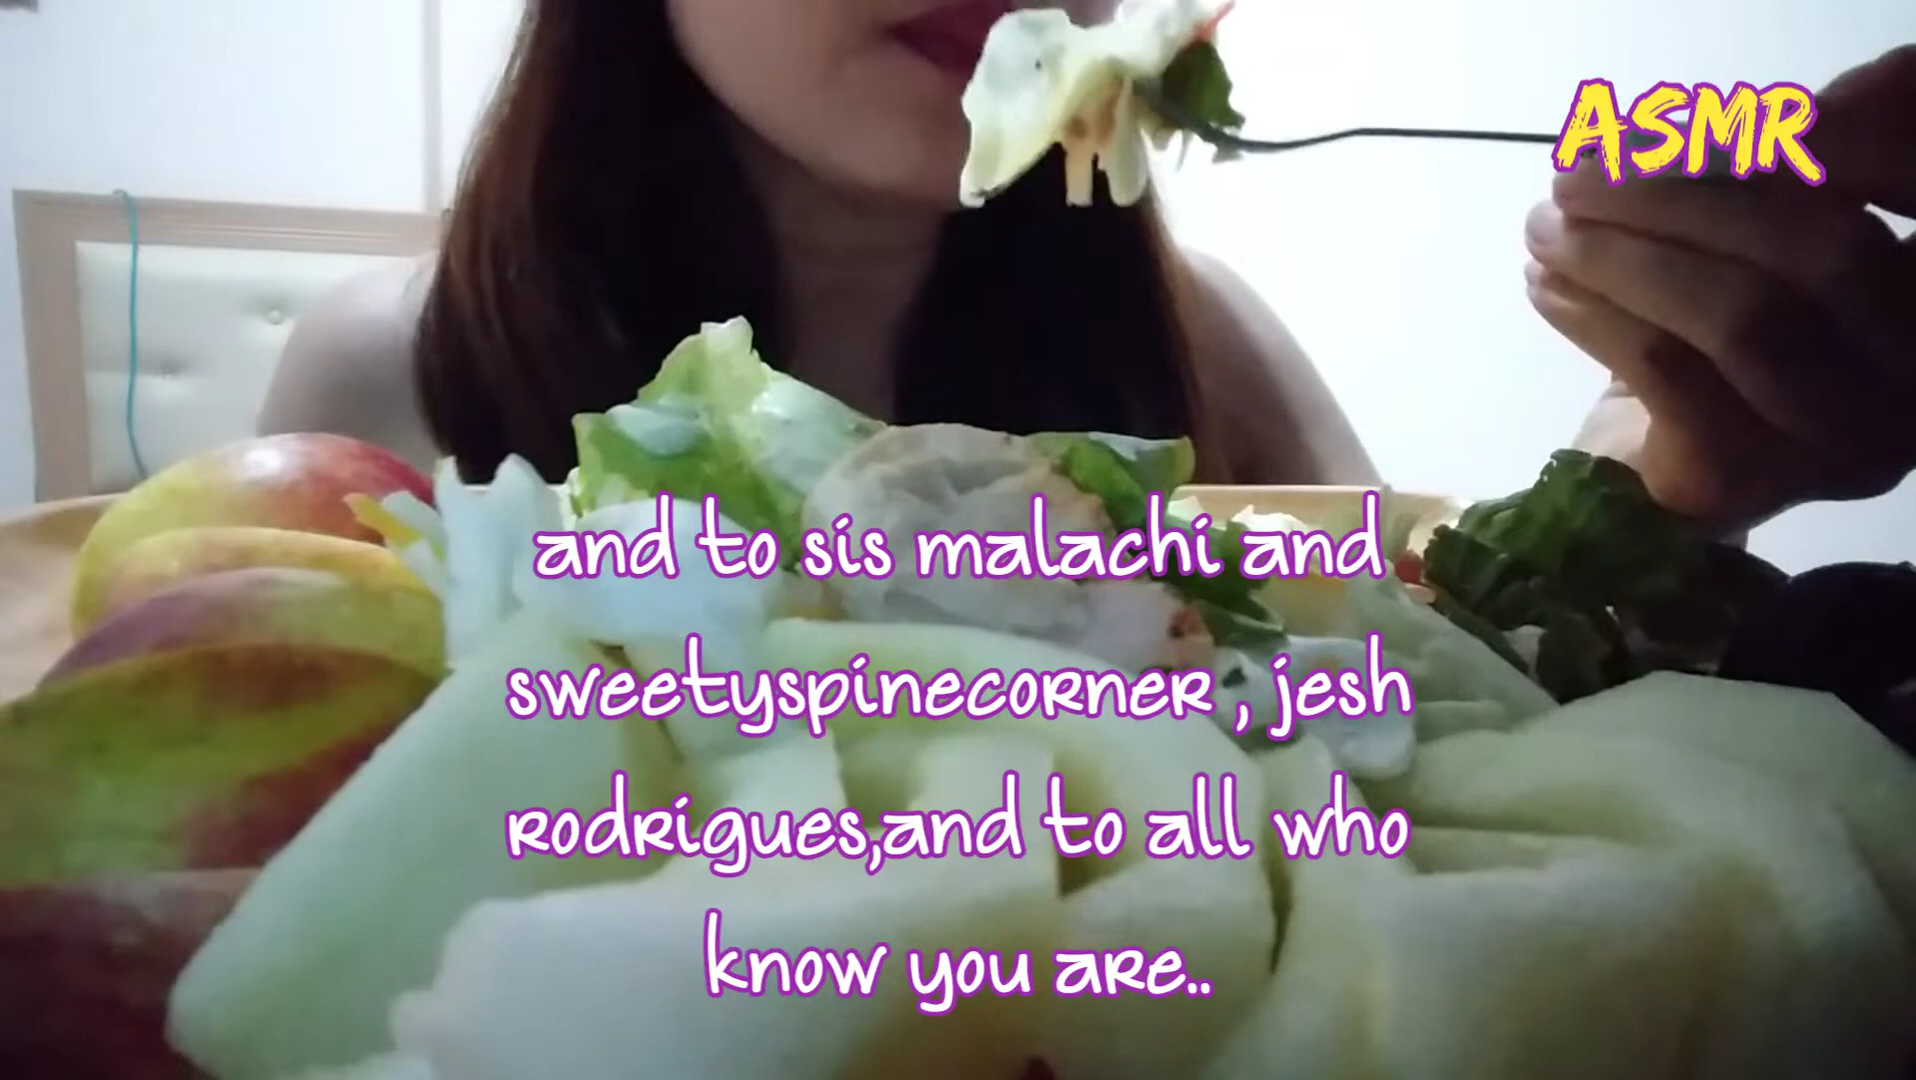 ASMR
and to sis malachi and
sweetyspinecorner , jesh
rodrigues,and to all who
know you are..